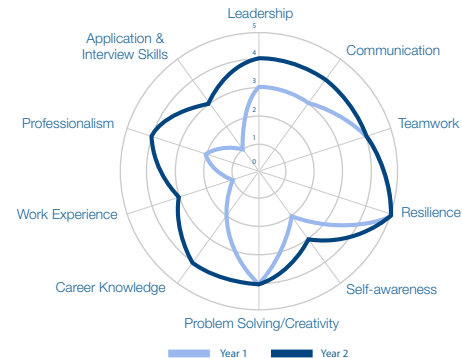 Leadership
5
4
3
2
1
0
Communication
Teamwork
Resilience
Self-awareness
Problem Solving/Creativity
Career Knowledge
Work Experience
Professionalism
Application &
Interview Skills
Year 1
Year 2